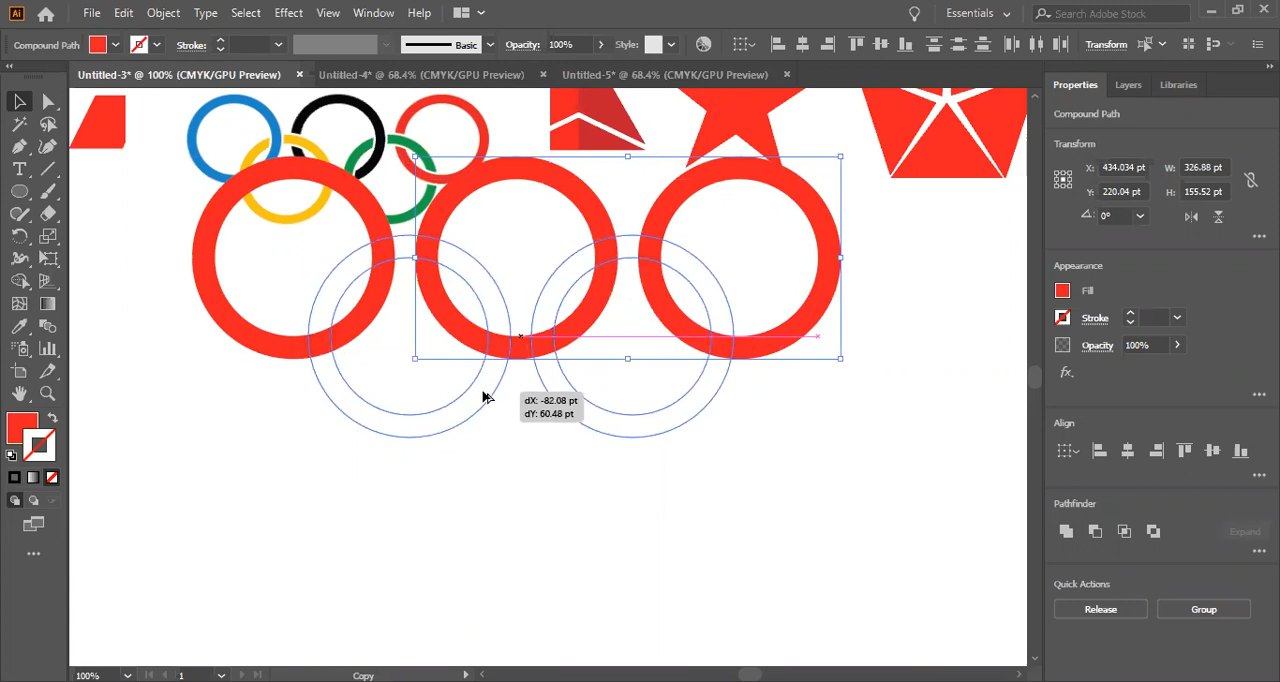 Ai File Edit Object Type Select Effect View Window Help Essentials Search Adobe Stock
Compound Path Stroke: Basic Opacity: 100% Style: Transform
Untitled-3* @ 100% (CMYK/GPU Preview) × Untitled-4* @ 68.4% (CMYK/GPU Preview) × Untitled-5* @ 68.4% (CMYK/GPU Preview) ×
Properties Layers Libraries
Compound Path
Transform
X: 434.034 pt W: 326.88 pt
Y: 220.04 pt H: 155.52 pt
0°
Appearance
Fill
Stroke
Opacity 100%
fx.
Align
Pathfinder
Expand
Quick Actions
Release Group
dX: -82.08 pt
dY: 60.48 pt
100% 1 Copy